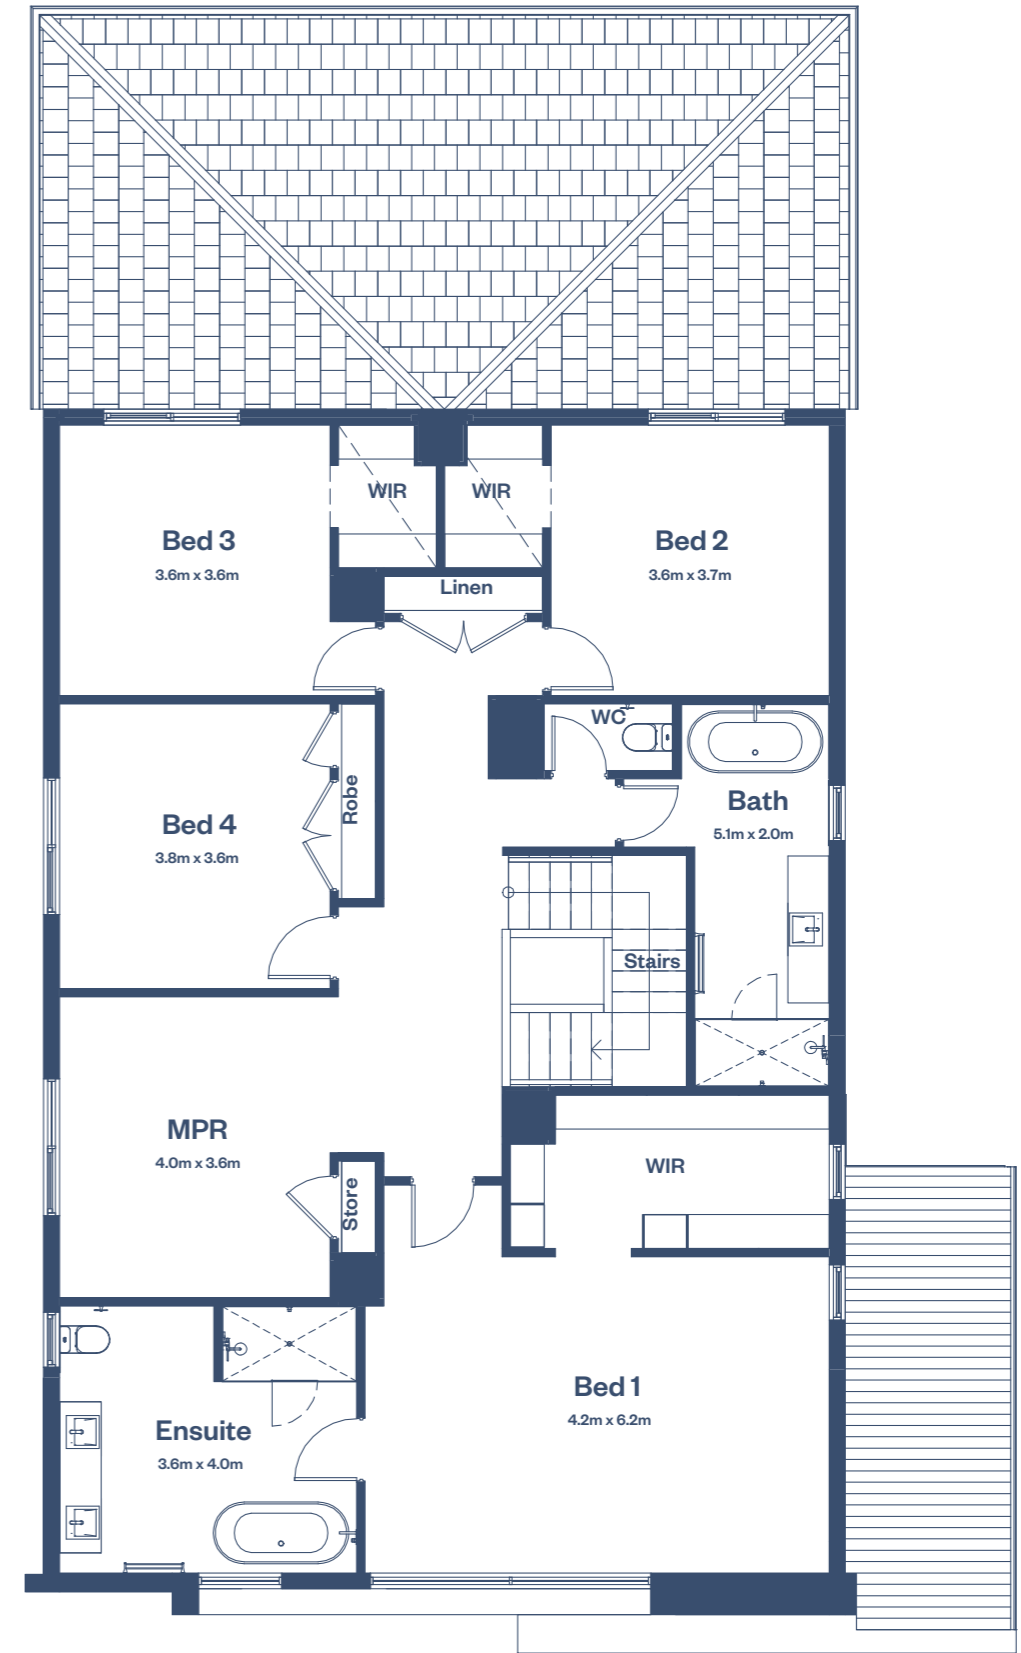 WIR
WIR
Bed 3
3.6m x 3.6m
Bed 2
3.6m x 3.7m
Linen
WC
Robe
Bath
5.1m x 2.0m
Bed 4
3.8m x 3.6m
Stairs
MPR
4.0m x 3.6m
WIR
Store
Bed 1
4.2m x 6.2m
Ensuite
3.6m x 4.0m